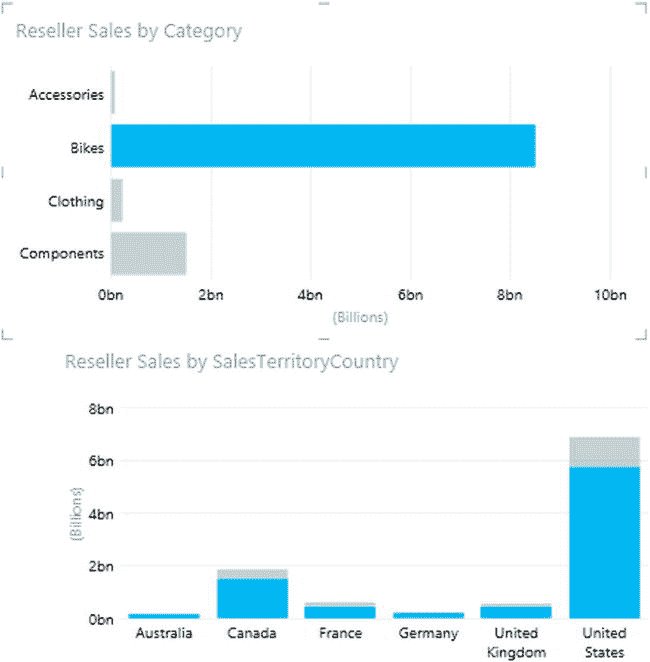 Reseller Sales by Category
Accessories
Bikes
Clothing
Components
0bn 2bn 4bn 6bn 8bn 10bn
(Billions)
Reseller Sales by SalesTerritoryCountry
8bn
6bn
4bn
2bn
0bn
(Billions)
Australia Canada France Germany United Kingdom United States